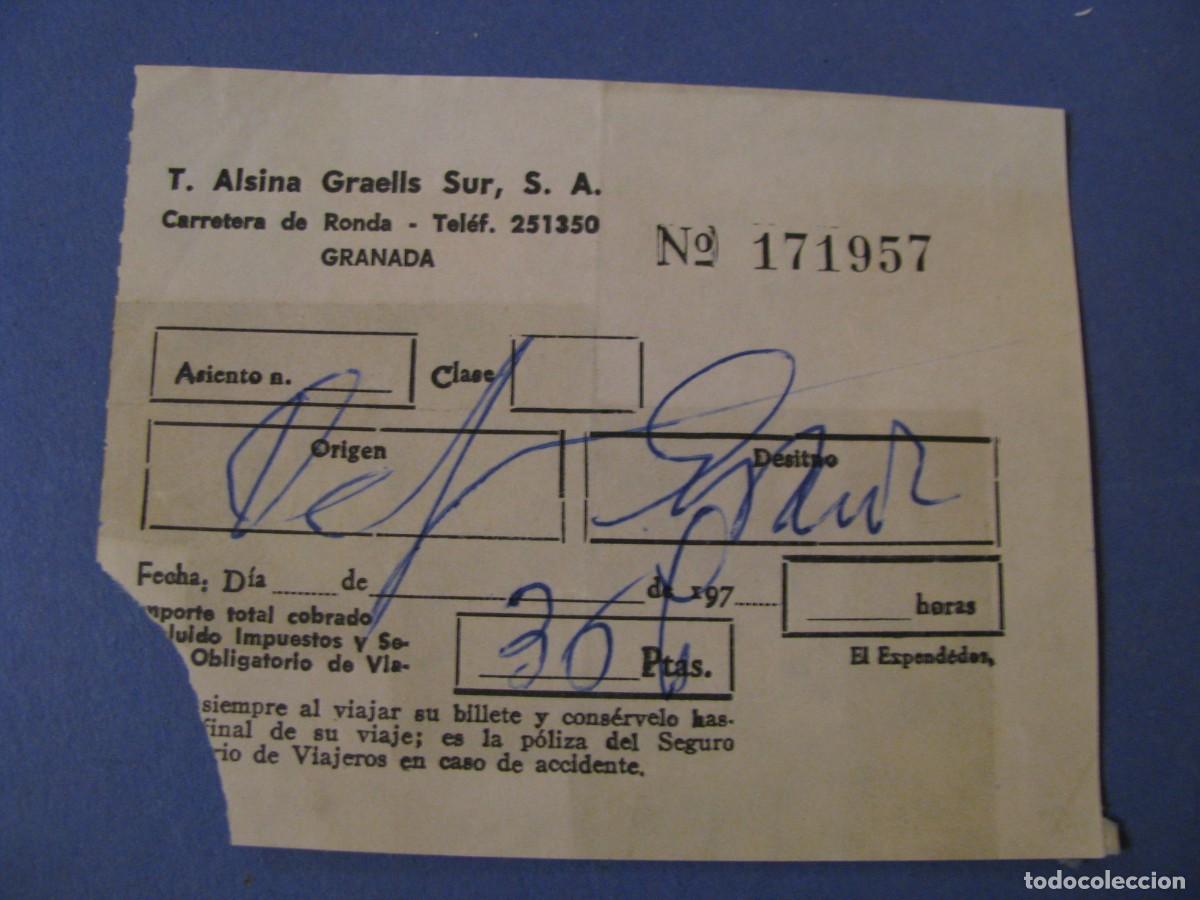 T. Alsina Graells Sur, S. A.
Carretera de Ronda - Teléf. 251350
GRANADA
Nº 171957
Asiento n.
Clase
Origen
Desitno
Fecha: Día ...... de ______ de 197......
______ horas
mporte total cobrado
luido Impuestos y Se-
Obligatorio de Via-
36 Ptas.
El Expendedor,
siempre al viajar su billete y consérvelo has-
final de su viaje; es la póliza del Seguro
rio de Viajeros en caso de accidente.
todocoleccion